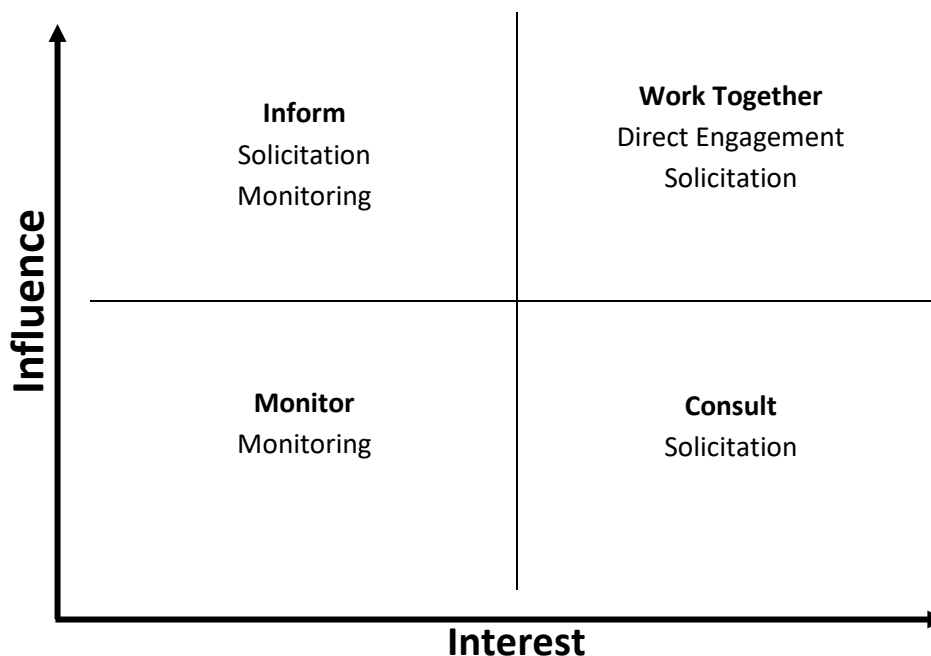 Influence
Inform
Solicitation
Monitoring
Work Together
Direct Engagement
Solicitation
Monitor
Monitoring
Consult
Solicitation
Interest